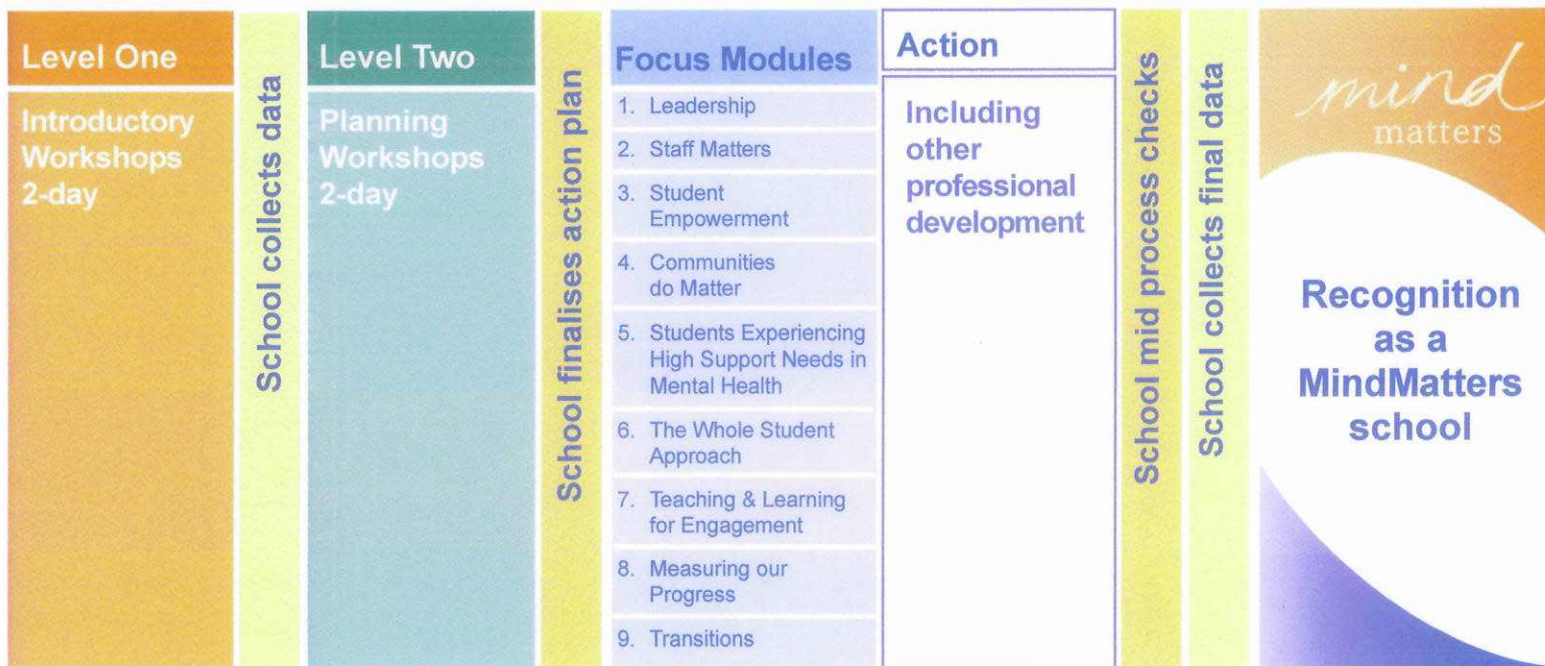 Level One
Introductory
Workshops
2-day
School collects data
Level Two
Planning
Workshops
2-day
School finalises action plan
Focus Modules
1. Leadership
2. Staff Matters
3. Student
Empowerment
4. Communities
do Matter
5. Students Experiencing
High Support Needs in
Mental Health
6. The Whole Student
Approach
7. Teaching & Learning
for Engagement
8. Measuring our
Progress
9. Transitions
Action
Including
other
professional
development
School mid process checks
School collects final data
mind
matters
Recognition
as a
MindMatters
school